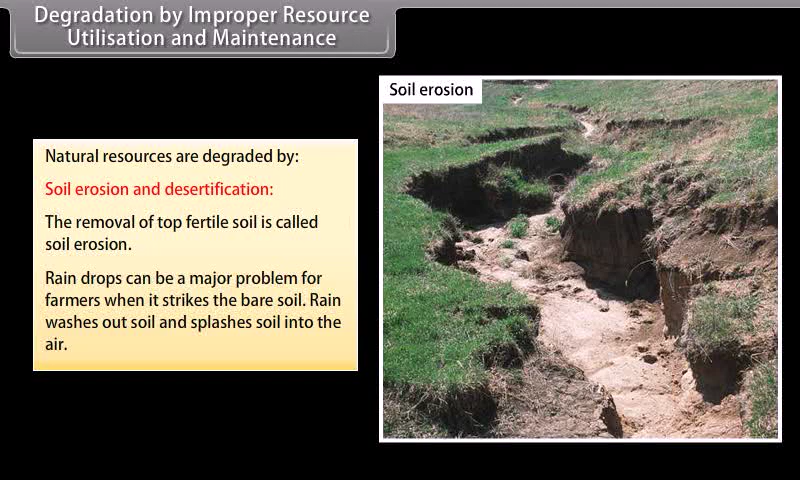 Degradation by Improper Resource
Utilisation and Maintenance
Natural resources are degraded by:
Soil erosion and desertification:
The removal of top fertile soil is called
soil erosion.
Rain drops can be a major problem for
farmers when it strikes the bare soil. Rain
washes out soil and splashes soil into the
air.
Soil erosion